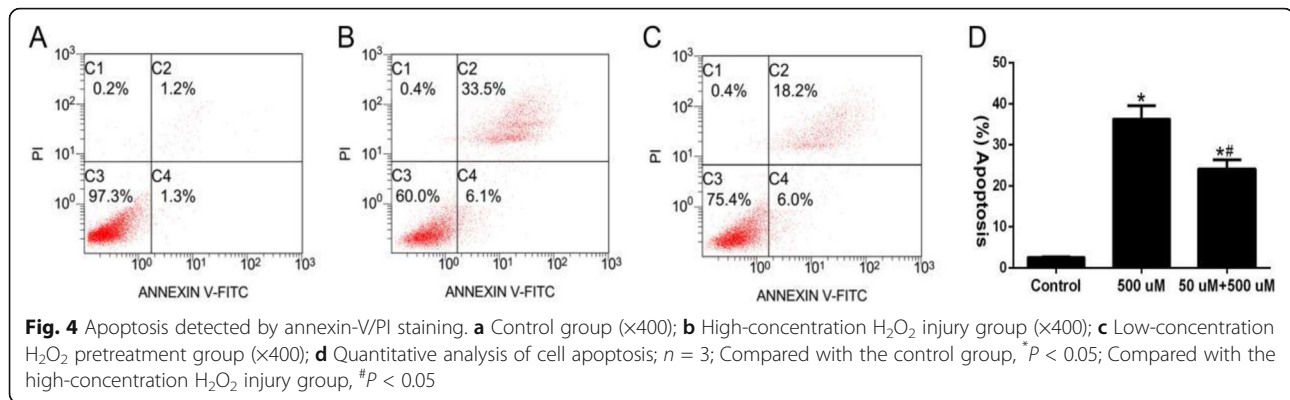 A
B
C
D
10³
10²
10¹
10⁰
PI
C1
0.2%
C2
1.2%
C3
97.3%
C4
1.3%
10⁰
10¹
10²
10³
ANNEXIN V-FITC
10³
10²
10¹
10⁰
PI
C1
0.4%
C2
33.5%
C3
60.0%
C4
6.1%
10⁰
10¹
10²
10³
ANNEXIN V-FITC
10³
10²
10¹
10⁰
PI
C1
0.4%
C2
18.2%
C3
75.4%
C4
6.0%
10⁰
10¹
10²
10³
ANNEXIN V-FITC
(%) Apoptosis
50
40
30
20
10
0
*
*#
Control
500 uM
50 uM+500 uM
Fig. 4 Apoptosis detected by annexin-V/PI staining. a Control group (×400); b High-concentration H₂O₂ injury group (×400); c Low-concentration
H₂O₂ pretreatment group (×400); d Quantitative analysis of cell apoptosis; n = 3; Compared with the control group, *P < 0.05; Compared with the
high-concentration H₂O₂ injury group, #P < 0.05